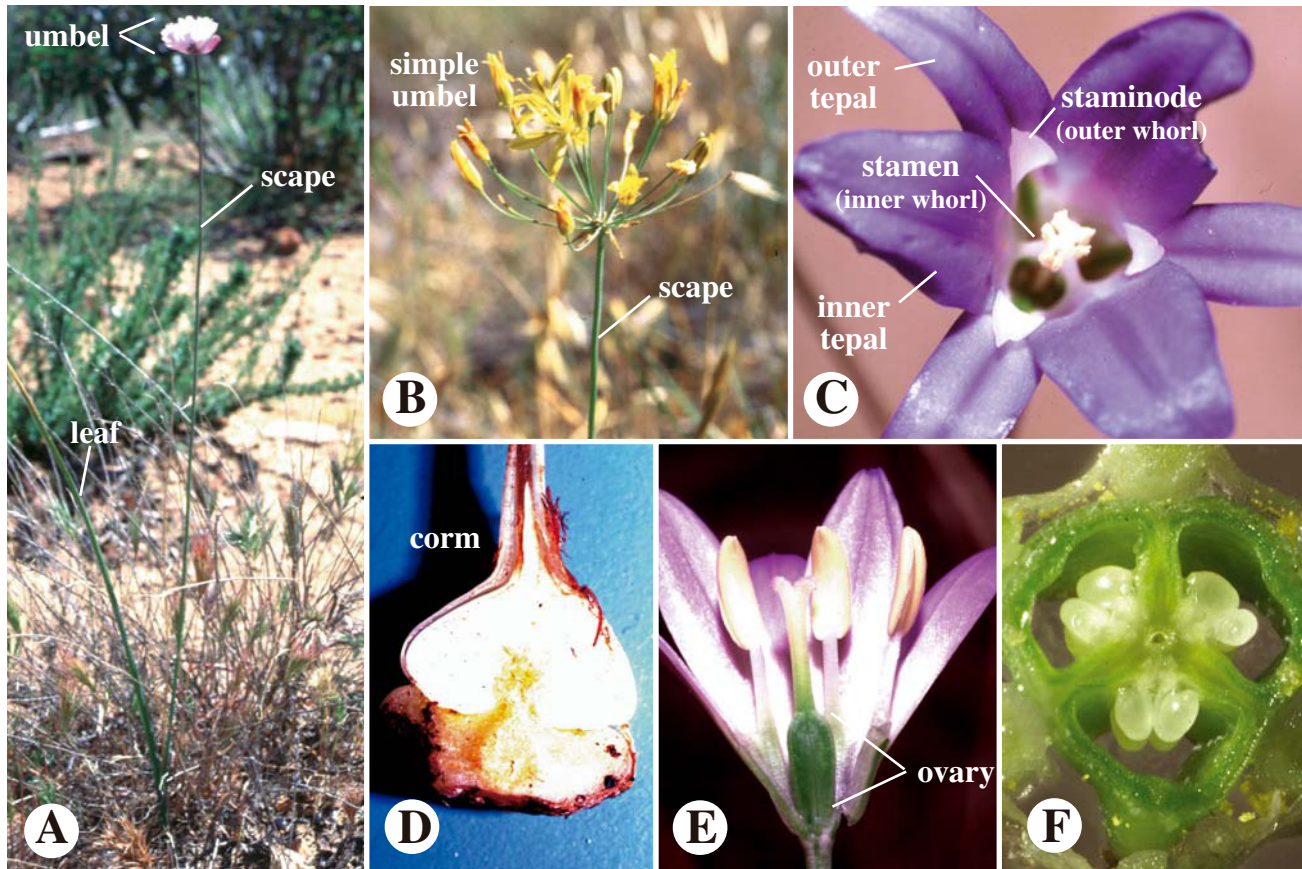 umbel
scape
leaf
A
simple
umbel
scape
B
outer
tepal
staminode
(outer whorl)
stamen
(inner whorl)
inner
tepal
C
corm
D
ovary
E
F